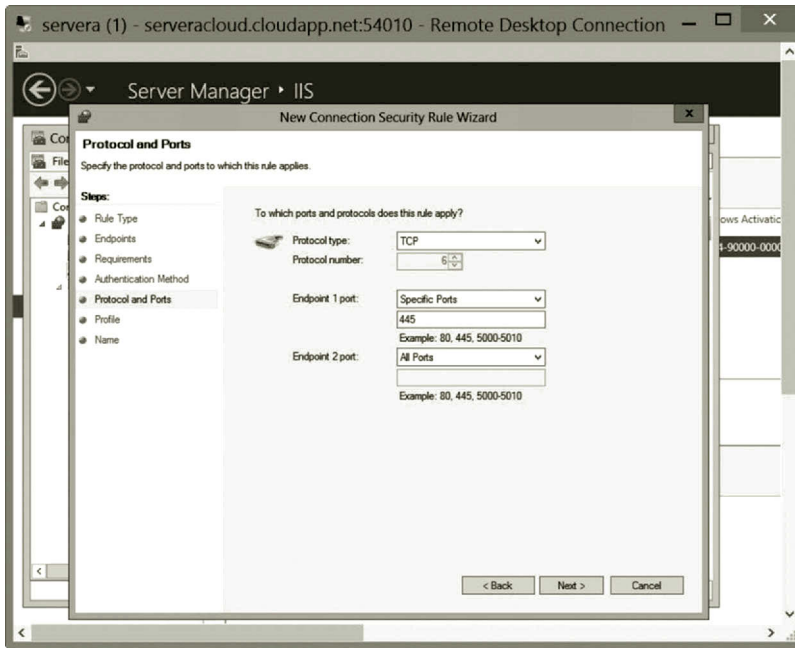 servera (1) - serveracloud.cloudapp.net:54010 - Remote Desktop Connection
Server Manager • IIS
New Connection Security Rule Wizard
x
Protocol and Ports
Specify the protocol and ports to which this rule applies.
File
Steps:
Rule Type
Endpoints
Requirements
Authentication Method
Protocol and Ports
Profile
Name
To which ports and protocols does this rule apply?
Protocol type: TCP
Protocol number: 6
Endpoint 1 port: Specific Ports
445
Example: 80, 445, 5000-5010
Endpoint 2 port: All Ports
Example: 80, 445, 5000-5010
< Back Next > Cancel